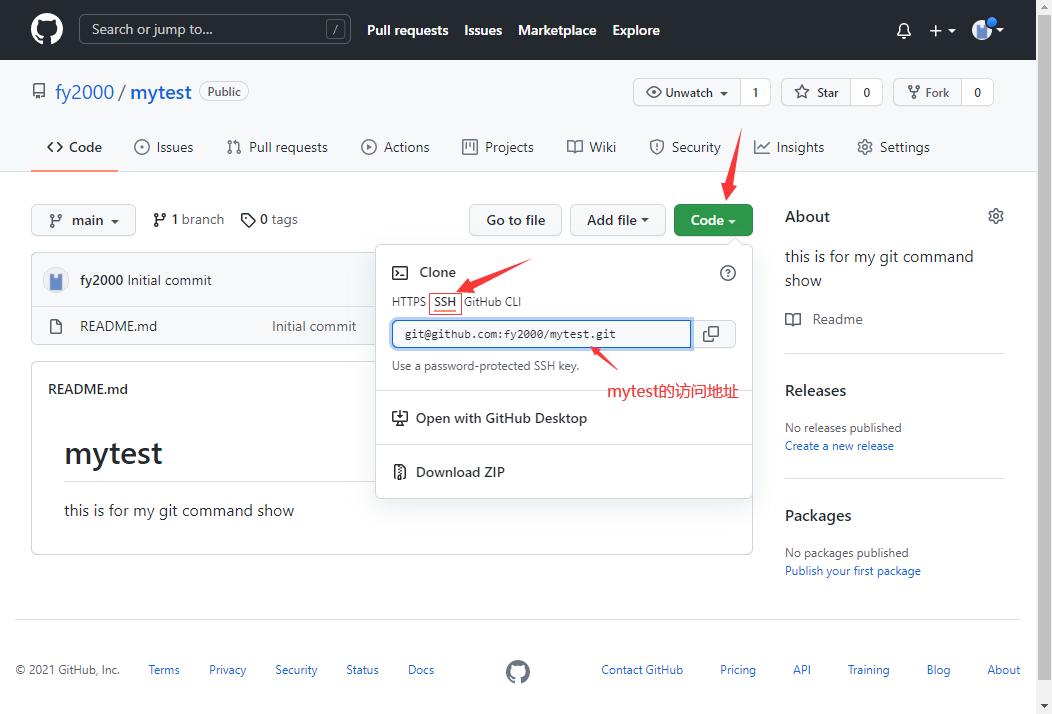 Search or jump to... /
Pull requests Issues Marketplace Explore
fy2000 / mytest Public
Unwatch 1 Star 0 Fork 0
Code Issues Pull requests Actions Projects Wiki Security Insights Settings
main 1 branch 0 tags Go to file Add file Code
fy2000 Initial commit
README.md Initial commit
README.md
mytest
this is for my git command show
Clone
HTTPS SSH GitHub CLI
git@github.com:fy2000/mytest.git
Use a password-protected SSH key.
mytest的访问地址
Open with GitHub Desktop
Download ZIP
About
this is for my git command
show
Readme
Releases
No releases published
Create a new release
Packages
No packages published
Publish your first package
© 2021 GitHub, Inc. Terms Privacy Security Status Docs Contact GitHub Pricing API Training Blog About